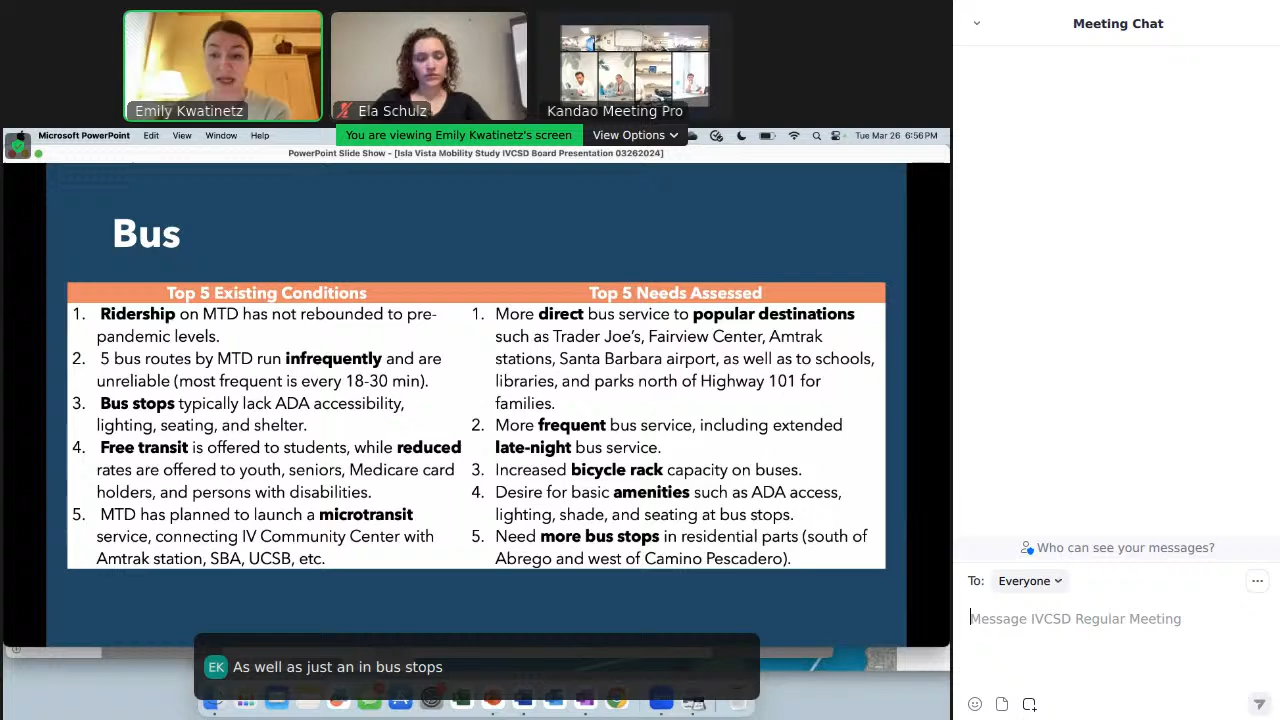 Emily Kwatinetz
Ela Schulz
Kandao Meeting Pro
Meeting Chat
Microsoft PowerPoint Edit View Window Help
You are viewing Emily Kwatinetz's screen View Options
Tue Mar 26 6:56 PM
PowerPoint Slide Show - [Isla Vista Mobility Study IVCSD Board Presentation 03262024]
Bus
Top 5 Existing Conditions
1. Ridership on MTD has not rebounded to pre-
pandemic levels.
2. 5 bus routes by MTD run infrequently and are
unreliable (most frequent is every 18-30 min).
3. Bus stops typically lack ADA accessibility,
lighting, seating, and shelter.
4. Free transit is offered to students, while reduced
rates are offered to youth, seniors, Medicare card
holders, and persons with disabilities.
5. MTD has planned to launch a microtransit
service, connecting IV Community Center with
Amtrak station, SBA, UCSB, etc.
Top 5 Needs Assessed
1. More direct bus service to popular destinations
such as Trader Joe's, Fairview Center, Amtrak
stations, Santa Barbara airport, as well as to schools,
libraries, and parks north of Highway 101 for
families.
2. More frequent bus service, including extended
late-night bus service.
3. Increased bicycle rack capacity on buses.
4. Desire for basic amenities such as ADA access,
lighting, shade, and seating at bus stops.
5. Need more bus stops in residential parts (south of
Abrego and west of Camino Pescadero).
EK As well as just an in bus stops
Who can see your messages?
To: Everyone
Message IVCSD Regular Meeting